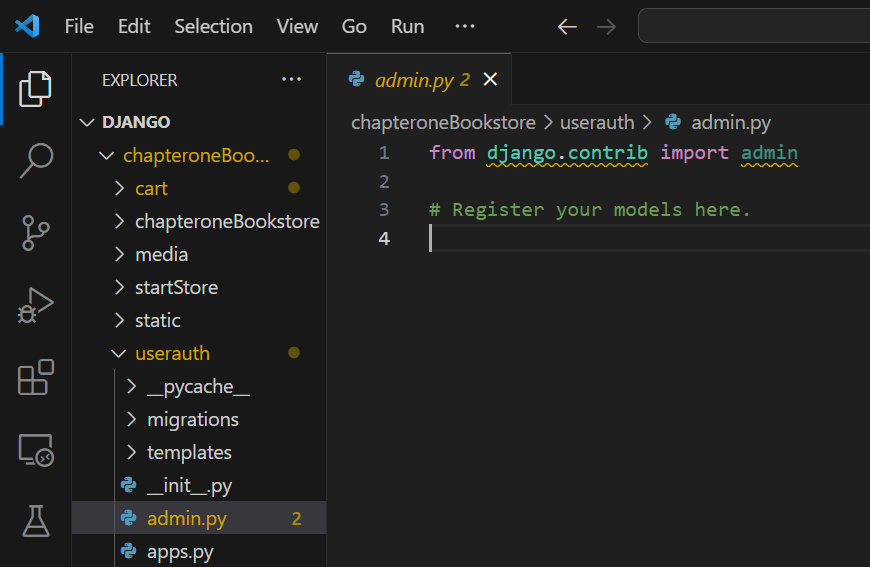 File Edit Selection View Go Run ...
EXPLORER ...
DJANGO
chapteroneBoo...
cart
chapteroneBookstore
media
startStore
static
userauth
__pycache__
migrations
templates
__init__.py
admin.py 2
apps.py
admin.py 2
chapteroneBookstore > userauth > admin.py
1 from django.contrib import admin
2
3 # Register your models here.
4